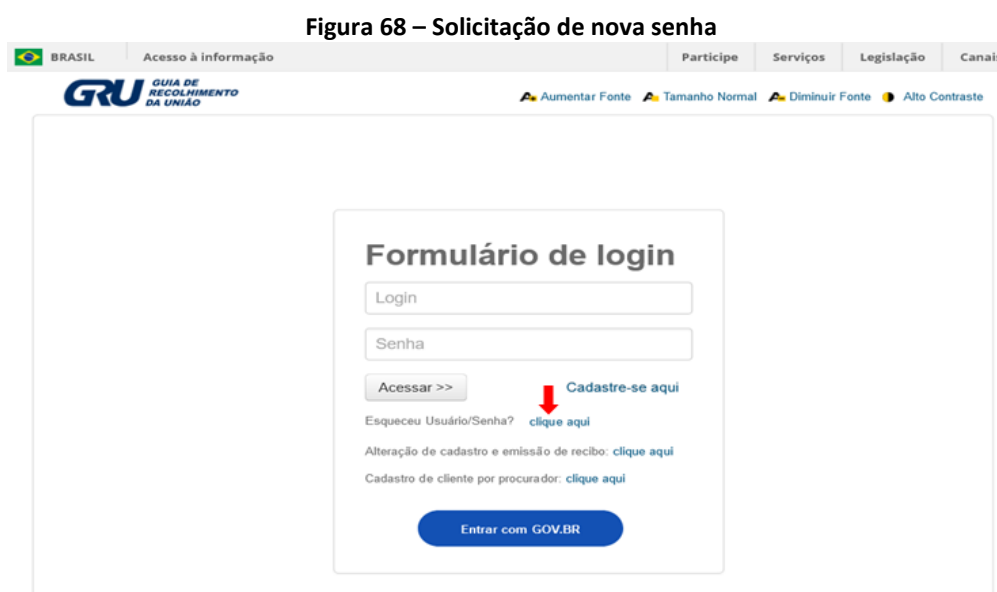 Figura 68 – Solicitação de nova senha
BRASIL Acesso à informação Participe Serviços Legislação Canais
GRU GUIA DE
RECOLHIMENTO
DA UNIÃO
Aumentar Fonte Tamanho Normal Diminuir Fonte Alto Contraste
Formulário de login
Login
Senha
Acessar >> Cadastre-se aqui
Esqueceu Usuário/Senha? clique aqui
Alteração de cadastro e emissão de recibo: clique aqui
Cadastro de cliente por procurador: clique aqui
Entrar com GOV.BR